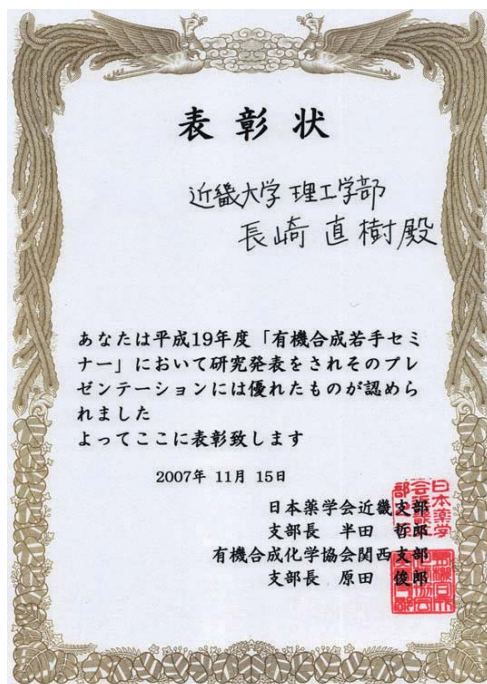 表彰状
近畿大学 理工学部
長崎 直樹殿
あなたは平成19年度「有機合成若手セミ
ナー」において研究発表をされそのプレ
ゼンテーションには優れたものが認めら
れました
よってここに表彰致します
2007年 11月 15日
日本薬学会近畿支部
支部長 半田 哲郎
有機合成化学協会関西支部
支部長 原田 俊郎